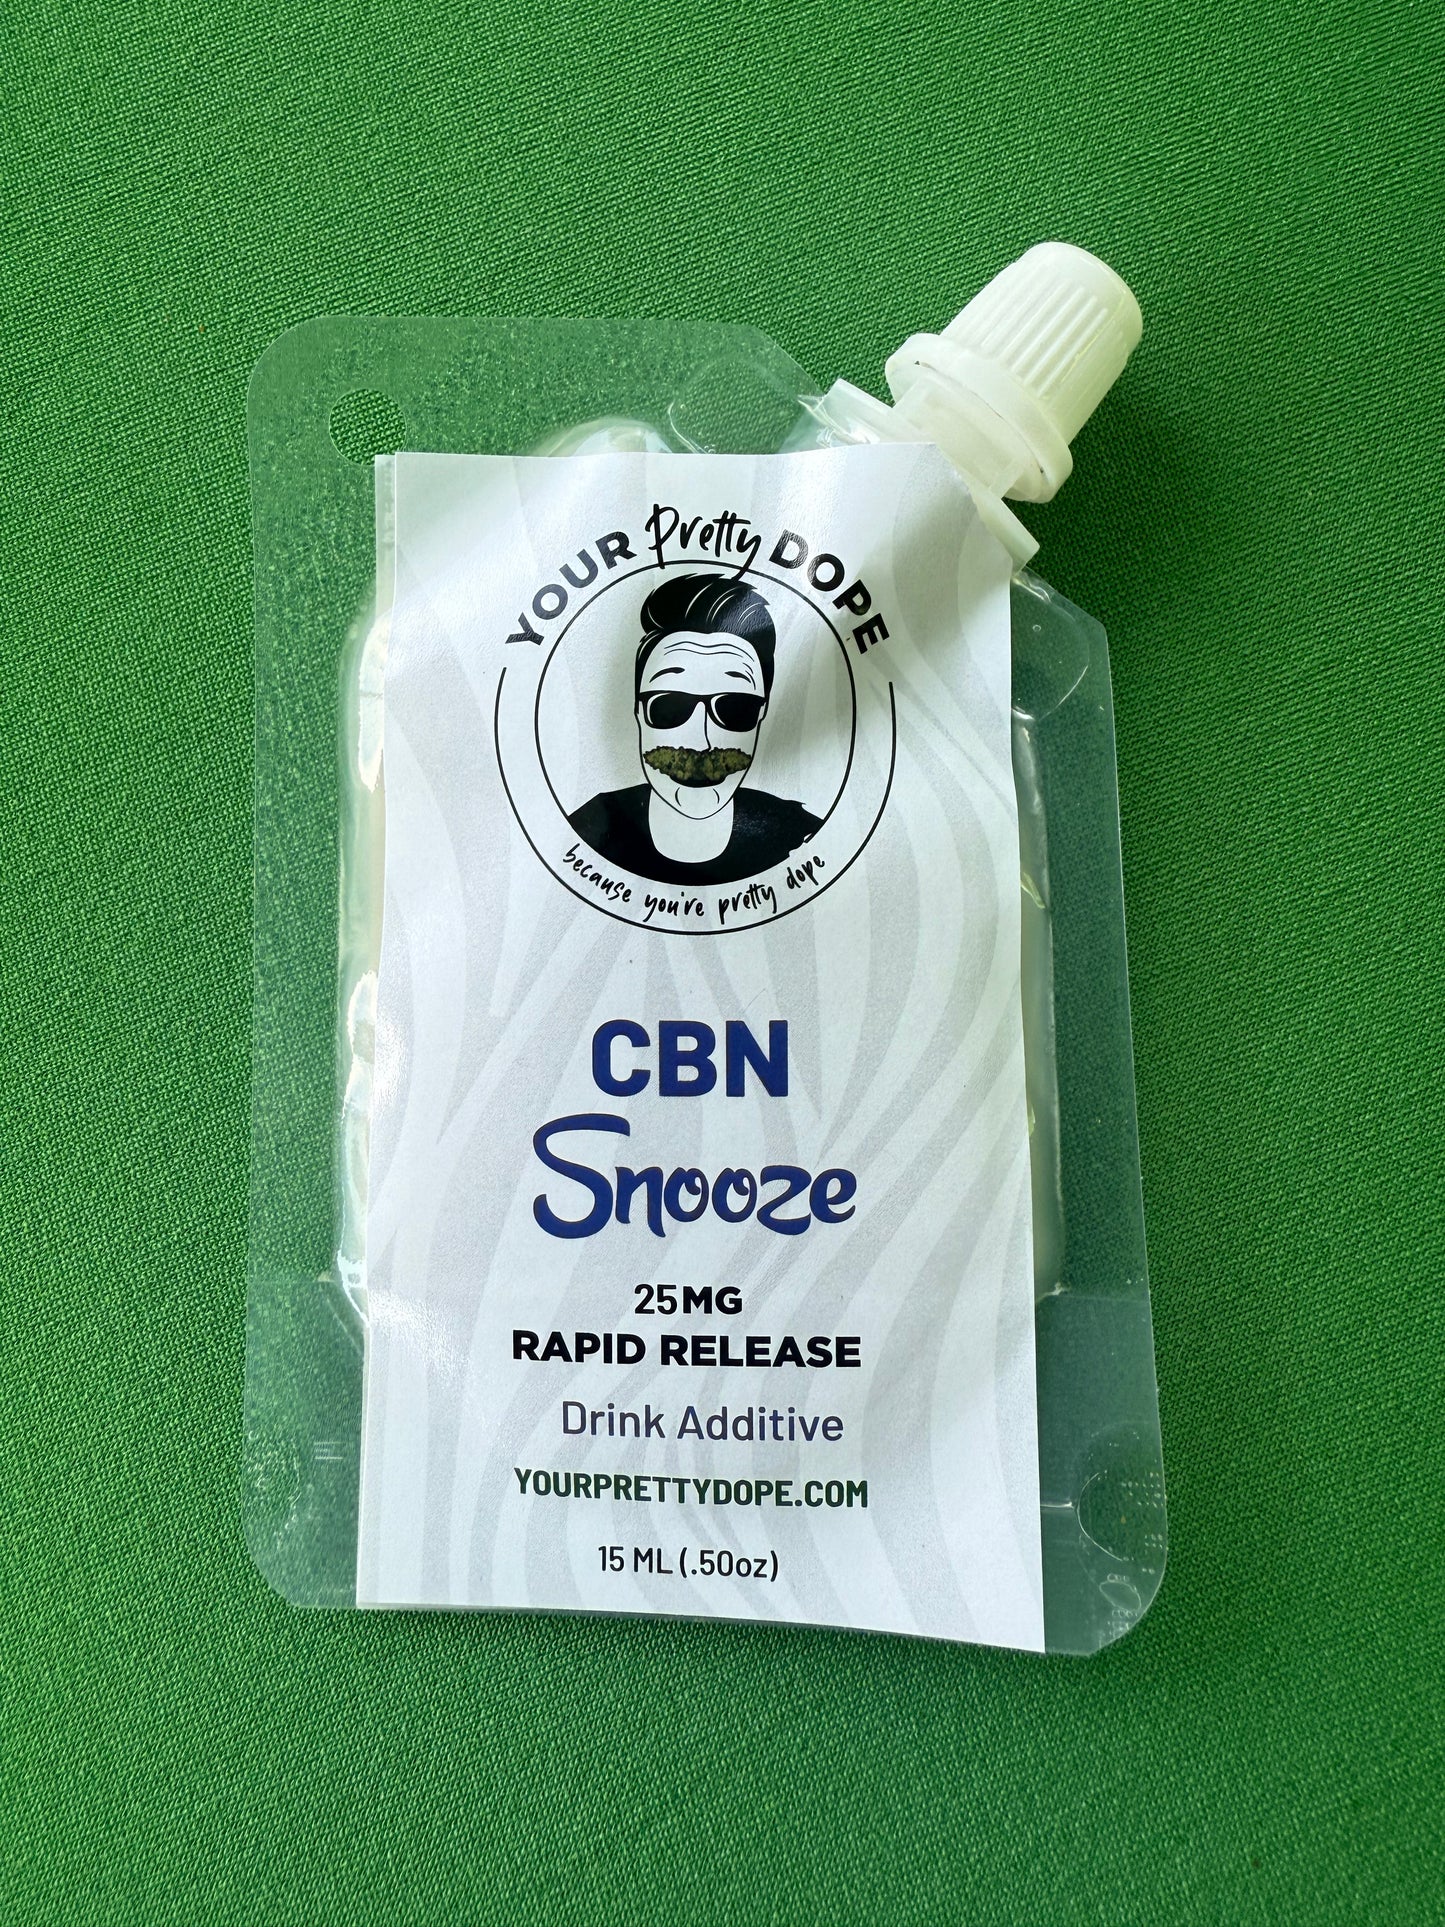 YOUR Pretty DOPE
because you're pretty dope
CBN
Snooze
25MG
RAPID RELEASE
Drink Additive
YOURPRETTYDOPE.COM
15 ML (.50oz)